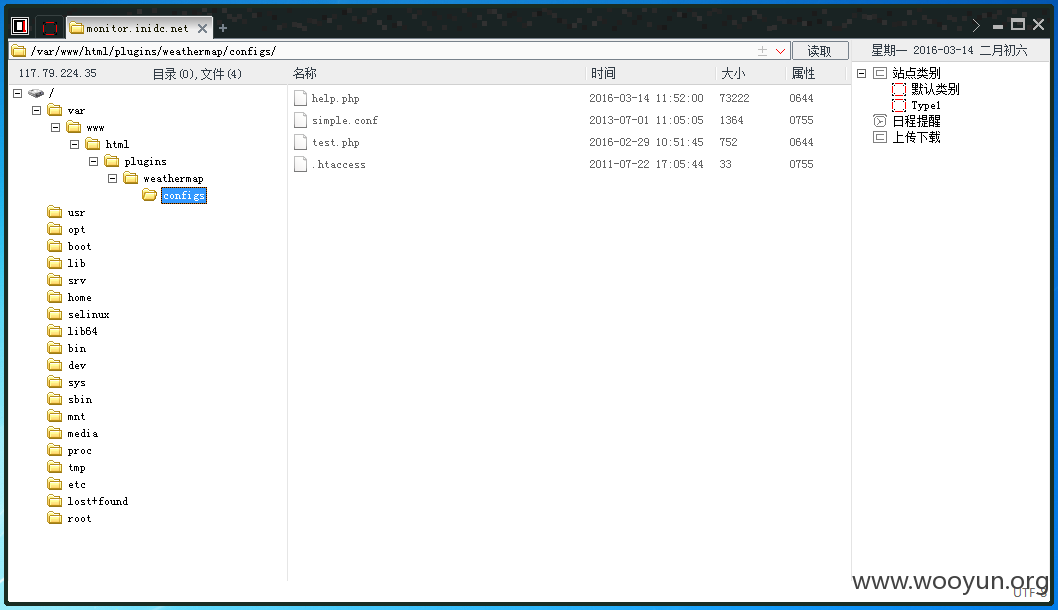 monitor.inidc.net
/var/www/html/plugins/weathermap/configs/
读取
星期一 2016-03-14 二月初六
117.79.224.35
目录(0),文件(4)
名称
时间
大小
属性
/
var
www
html
plugins
weathermap
configs
usr
opt
boot
lib
srv
home
selinux
lib64
bin
dev
sys
sbin
mnt
media
proc
tmp
etc
lost+found
root
help.php 2016-03-14 11:52:00 73222 0644
simple.conf 2013-07-01 11:05:05 1364 0755
test.php 2016-02-29 10:51:45 752 0644
.htaccess 2011-07-22 17:05:44 33 0755
站点类别
默认类别
Type1
日程提醒
上传下载
www.wooyun.org
UTF-8